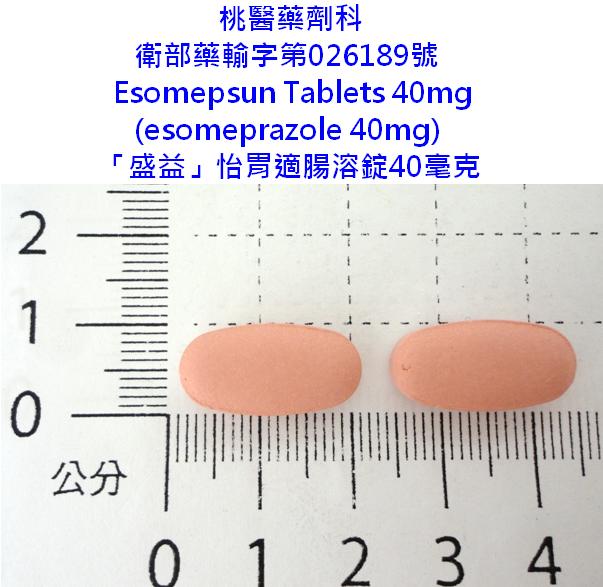 桃醫藥劑科
衛部藥輸字第026189號
Esomepsun Tablets 40mg
(esomeprazole 40mg)
「盛益」怡胃適腸溶錠40毫克
2
1
0
公分
0 1 2 3 4